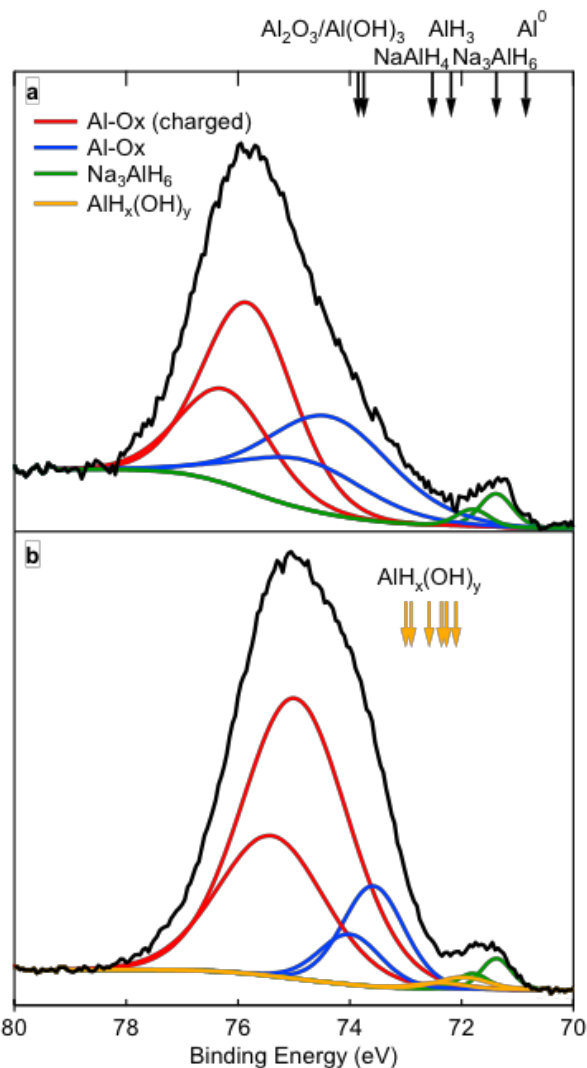 Al₂O₃/Al(OH)₃ AlH₃ Al⁰
NaAlH₄ Na₃AlH₆
a
Al-Ox (charged)
Al-Ox
Na₃AlH₆
AlHₓ(OH)ᵧ
b
AlHₓ(OH)ᵧ
80 78 76 74 72 70
Binding Energy (eV)